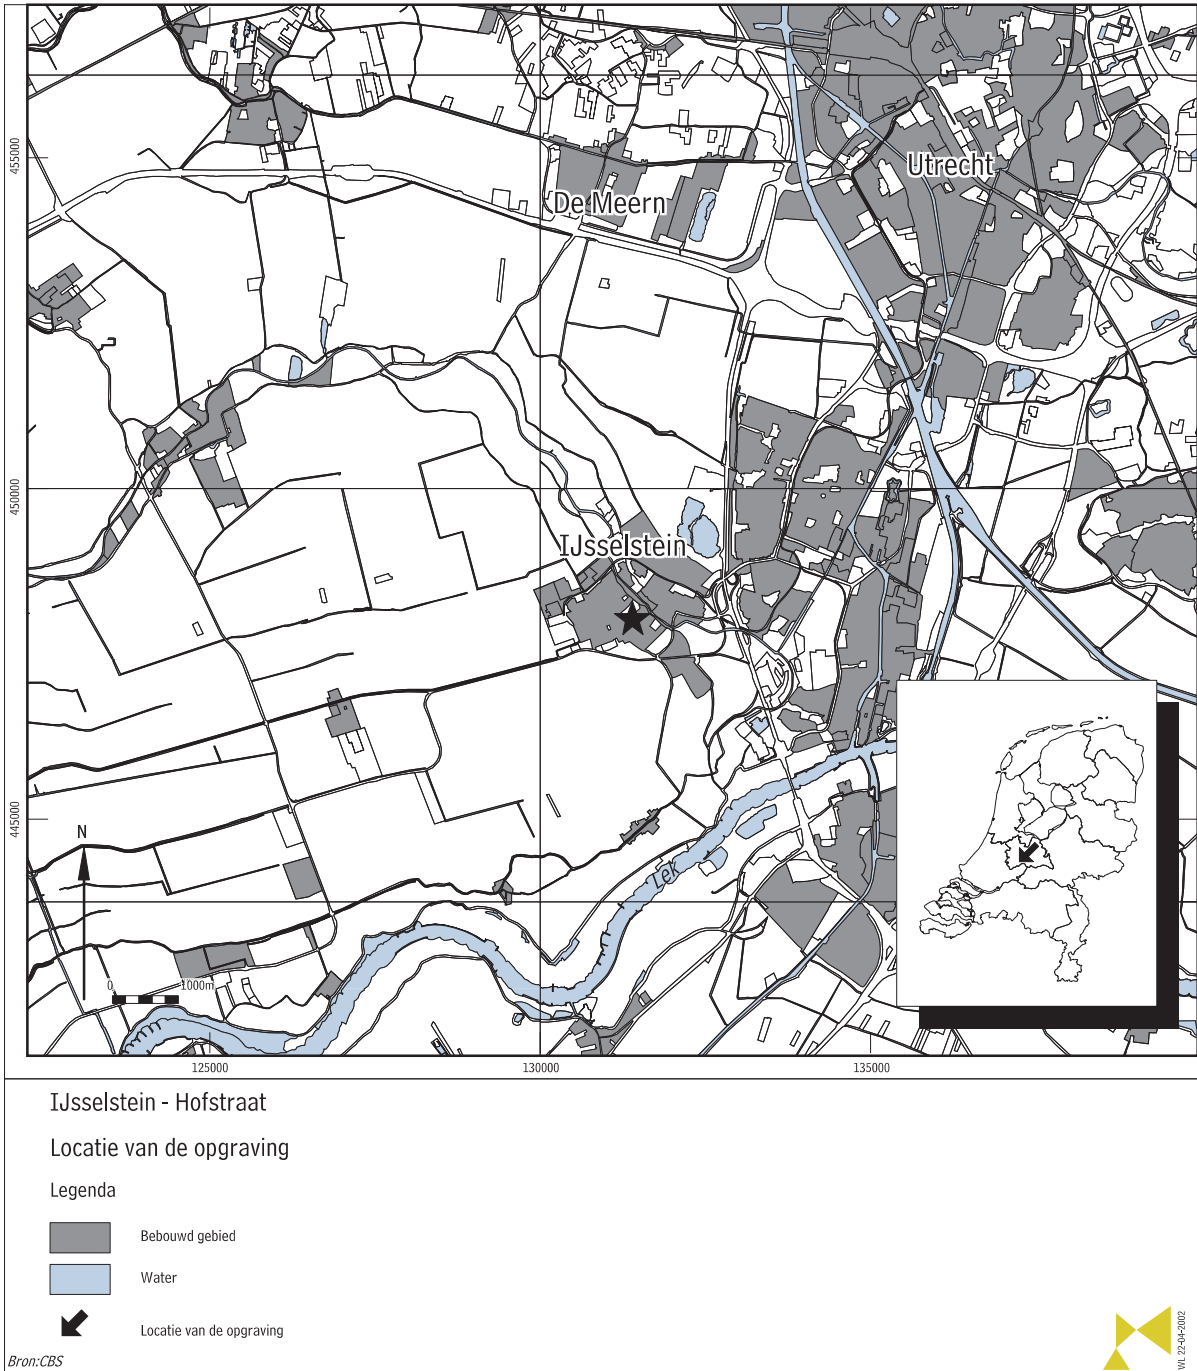 Utrecht
De Meern
IJsselstein
Lek
455000
450000
445000
N
0 1000m
125000 130000 135000
IJsselstein - Hofstraat
Locatie van de opgraving
Legenda
Bebouwd gebied
Water
Locatie van de opgraving
Bron:CBS
WL 22-04-2002